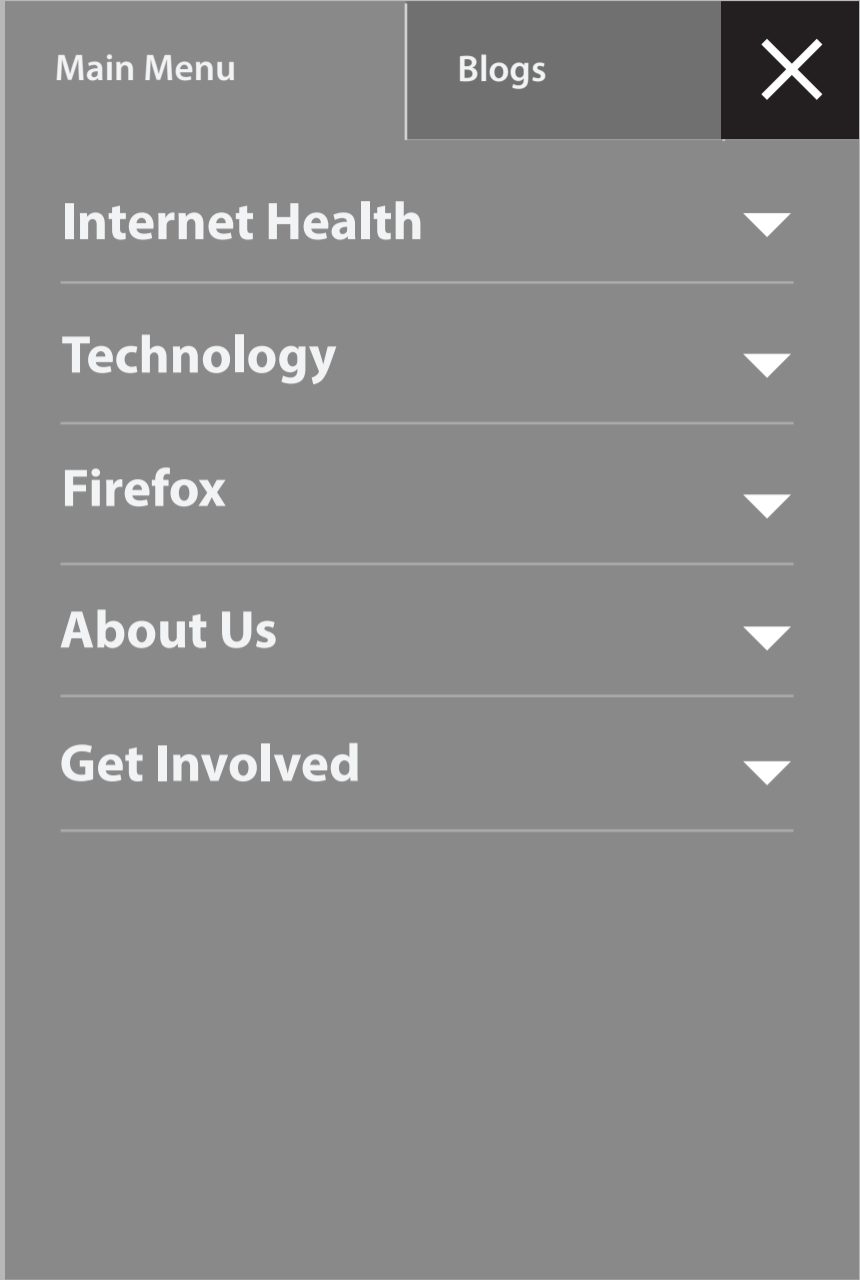 Main Menu
Blogs
Internet Health
Technology
Firefox
About Us
Get Involved